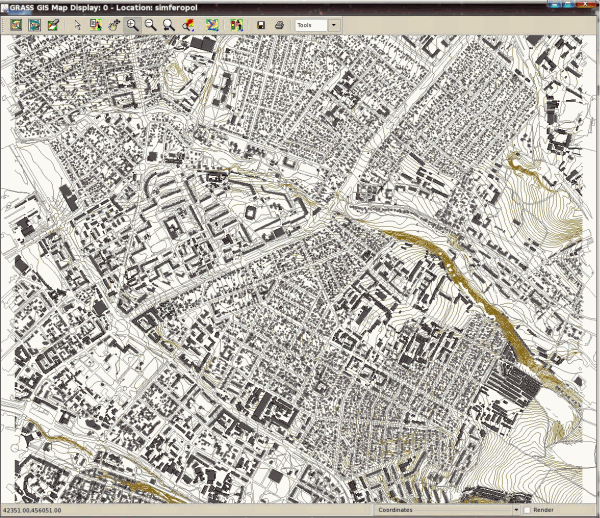 GRASS GIS Map Display: 0 - Location: simferopol
Tools
42351.00,456051.00
Coordinates
Render